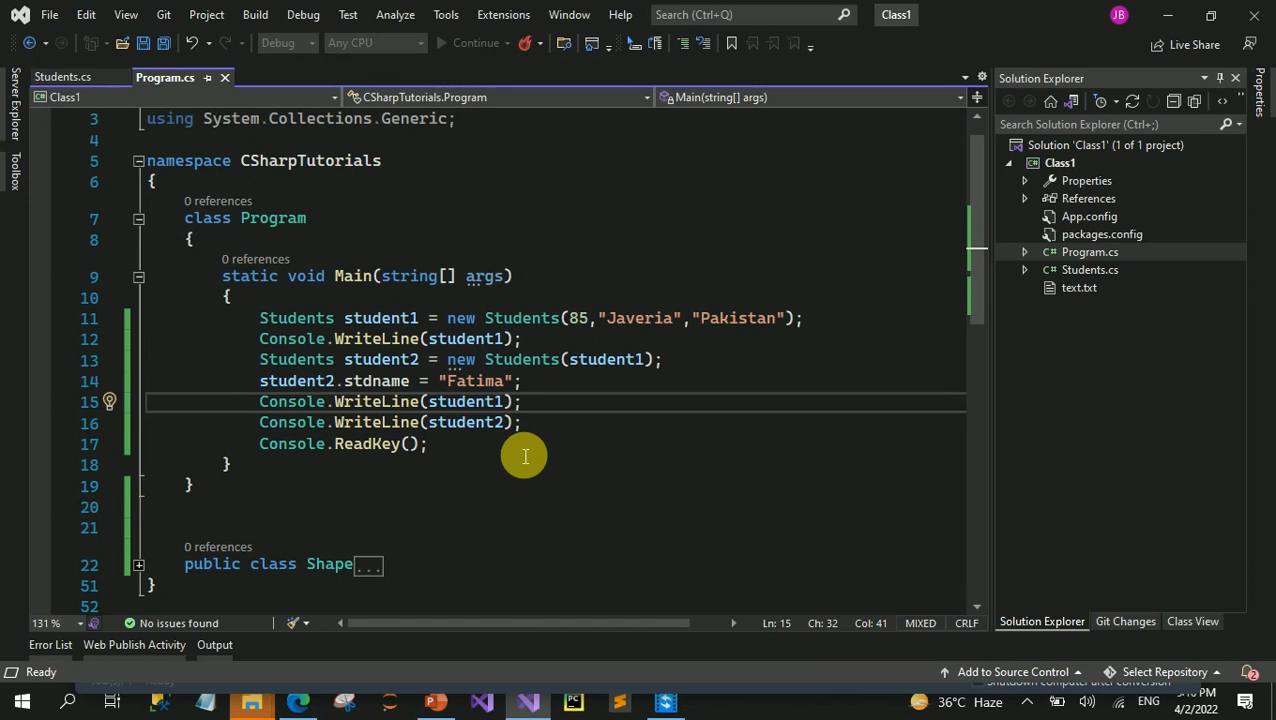 File Edit View Git Project Build Debug Test Analyze Tools Extensions Window Help Search (Ctrl+Q) Class1 JB
Debug Any CPU Continue Live Share
Students.cs Program.cs
Class1 CSharpTutorials.Program Main(string[] args)
3 using System.Collections.Generic;
4
5 namespace CSharpTutorials
6 {
0 references
7 class Program
8 {
0 references
9 static void Main(string[] args)
10 {
11 Students student1 = new Students(85,"Javeria","Pakistan");
12 Console.WriteLine(student1);
13 Students student2 = new Students(student1);
14 student2.stdname = "Fatima";
15 Console.WriteLine(student1);
16 Console.WriteLine(student2);
17 Console.ReadKey();
18 }
19 }
20
21
0 references
22 public class Shape...
51 }
52
131 % No issues found Ln: 15 Ch: 32 Col: 41 MIXED CRLF
Error List Web Publish Activity Output
Server Explorer
Toolbox
Solution Explorer
Search Solution Explorer (Ctrl+;)
Solution 'Class1' (1 of 1 project)
Class1
Properties
References
App.config
packages.config
C# Program.cs
C# Students.cs
text.txt
Solution Explorer Git Changes Class View
Properties
Ready Add to Source Control Select Repository 2
PC 36°C Haze ENG
4/2/2022